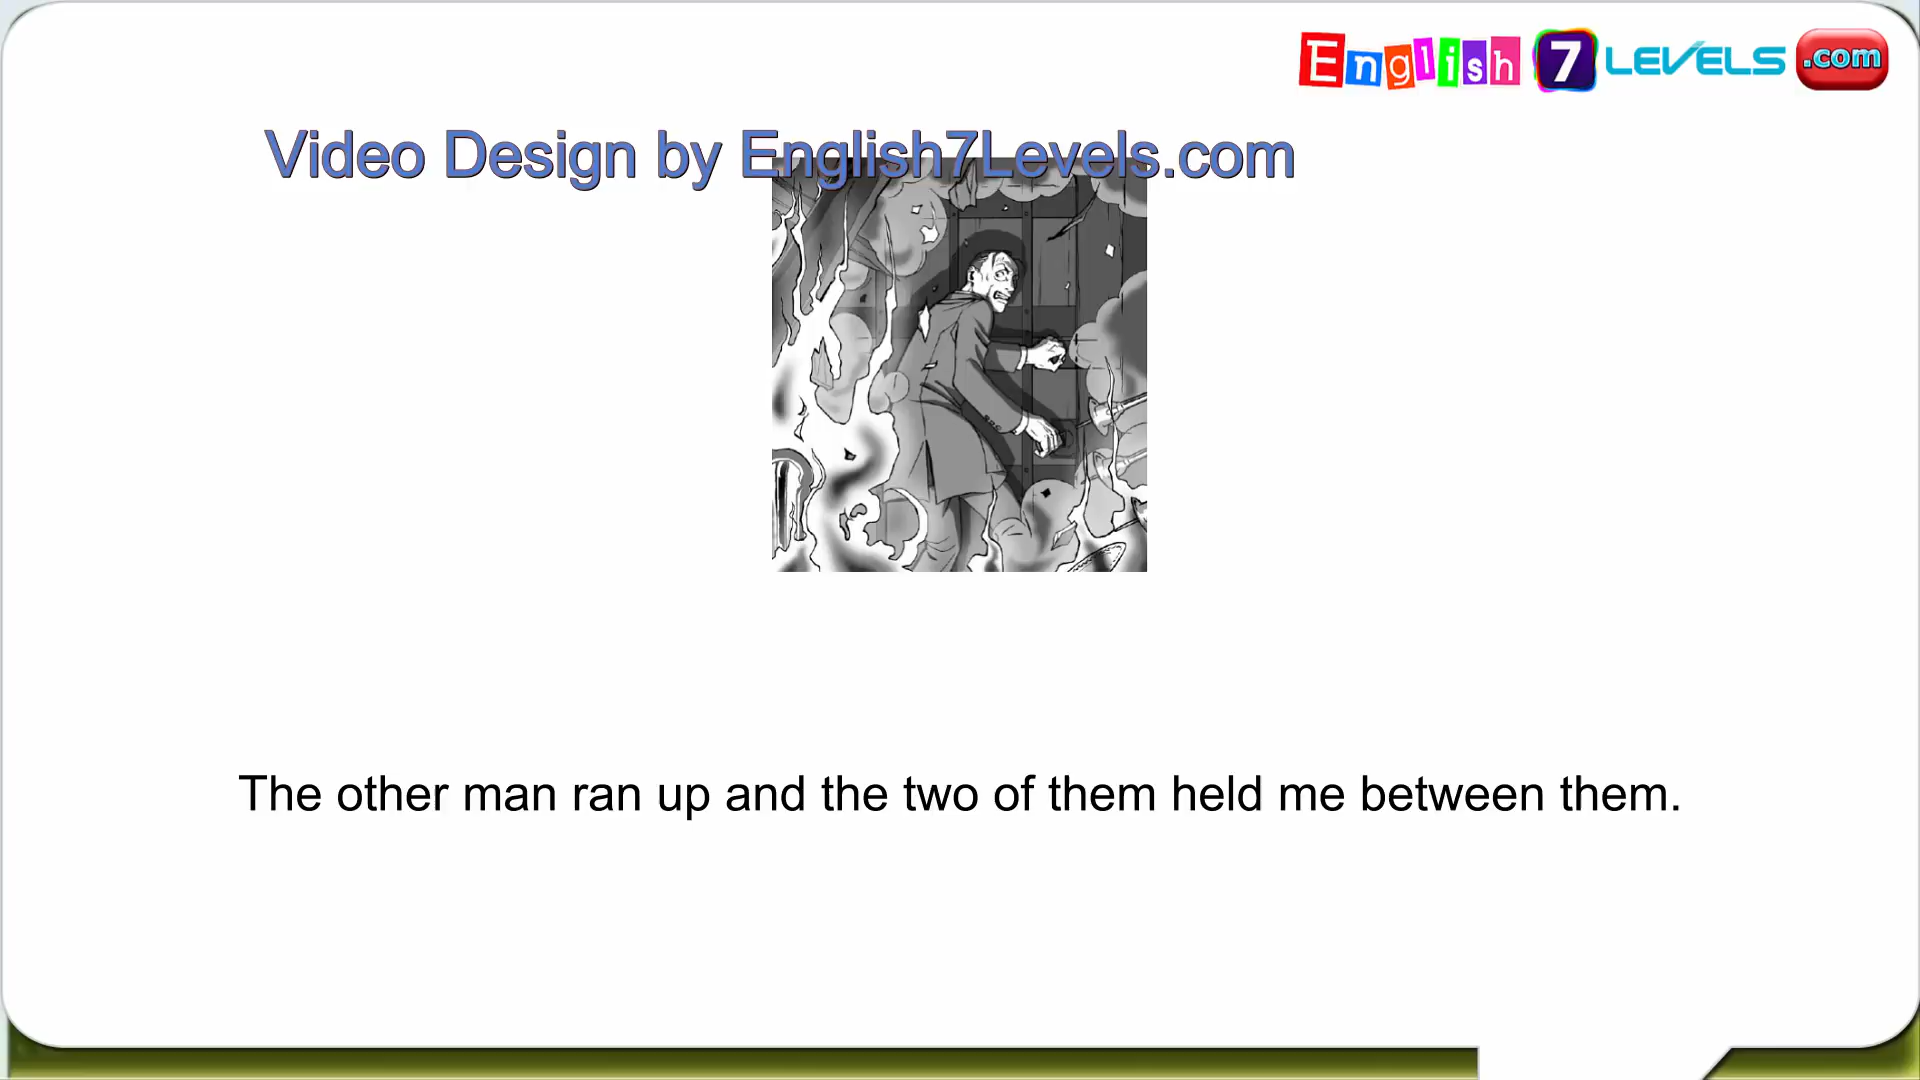 English 7 LEVELS .com
Video Design by English7Levels.com
The other man ran up and the two of them held me between them.